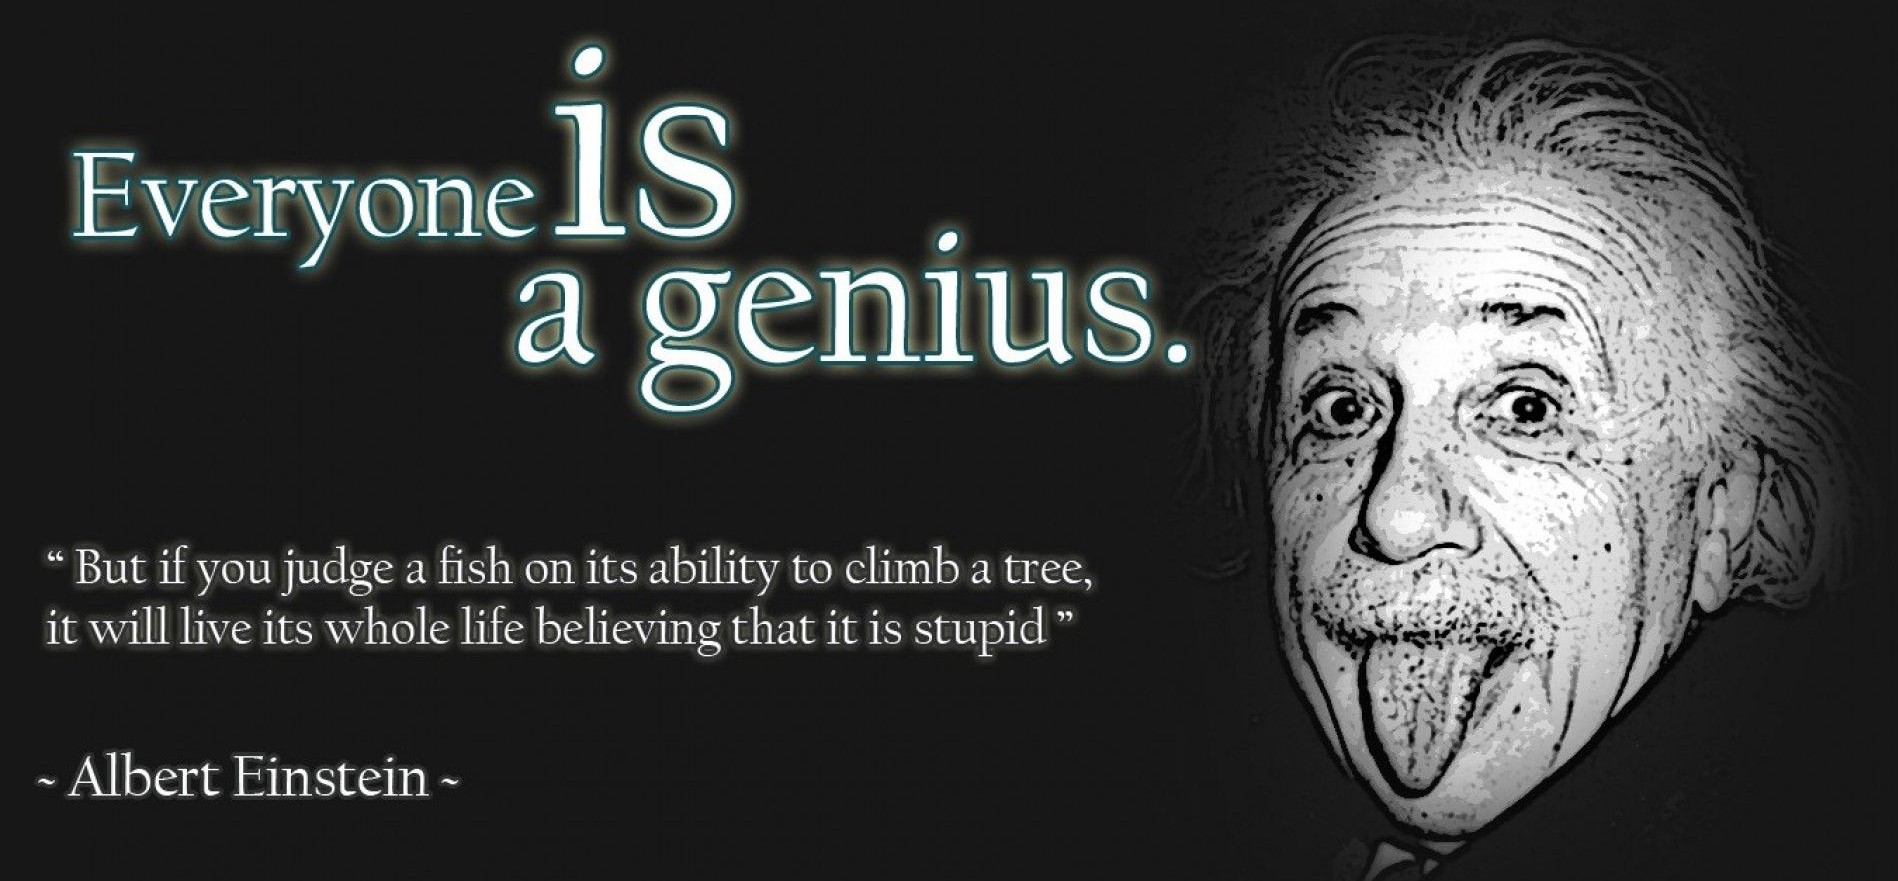 Everyone is
a genius.
“ But if you judge a fish on its ability to climb a tree,
it will live its whole life believing that it is stupid ”
~ Albert Einstein ~